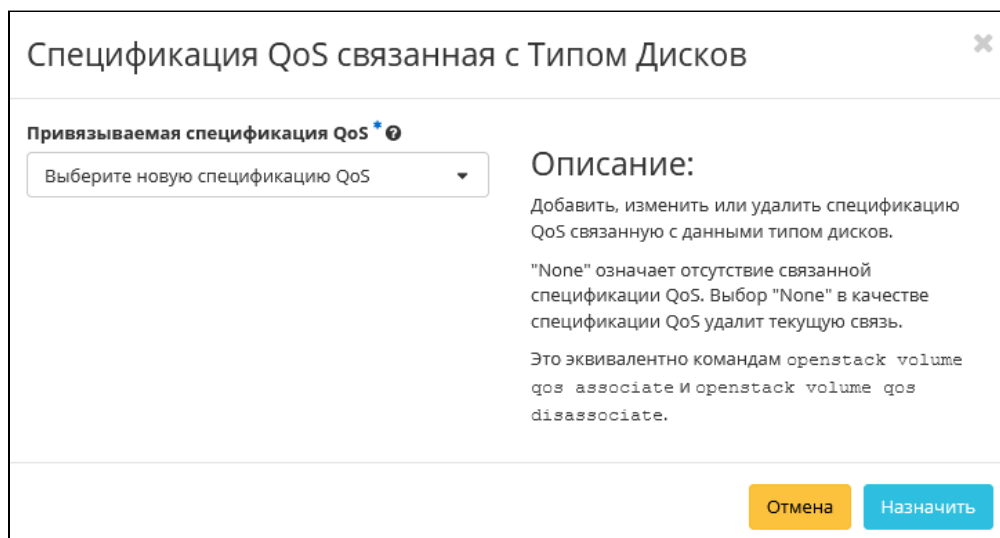 Спецификация QoS связанная с Типом Дисков
Привязываемая спецификация QoS *
Выберите новую спецификацию QoS
Описание:
Добавить, изменить или удалить спецификацию
QoS связанную с данными типом дисков.
"None" означает отсутствие связанной
спецификации QoS. Выбор "None" в качестве
спецификации QoS удалит текущую связь.
Это эквивалентно командам openstack volume
qos associate и openstack volume qos
disassociate.
Отмена
Назначить